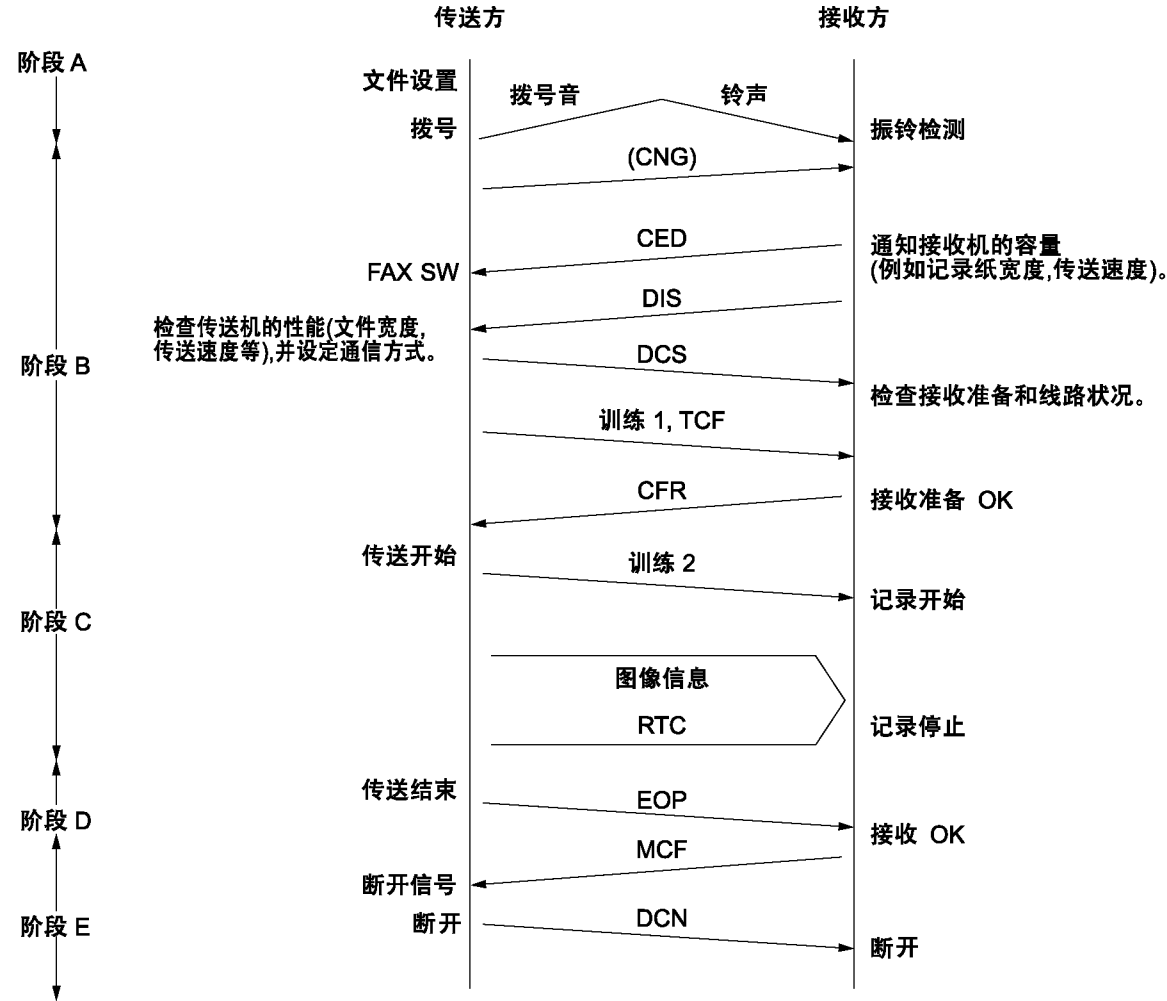 传送方
接收方
阶段 A
文件设置
拨号音
铃声
拨号
振铃检测
(CNG)
CED
通知接收机的容量
(例如记录纸宽度,传送速度)。
FAX SW
DIS
检查传送机的性能(文件宽度,
传送速度等),并设定通信方式。
阶段 B
DCS
检查接收准备和线路状况。
训练 1, TCF
CFR
接收准备 OK
传送开始
训练 2
记录开始
阶段 C
图像信息
RTC
记录停止
传送结束
EOP
阶段 D
接收 OK
MCF
断开信号
阶段 E
断开
DCN
断开